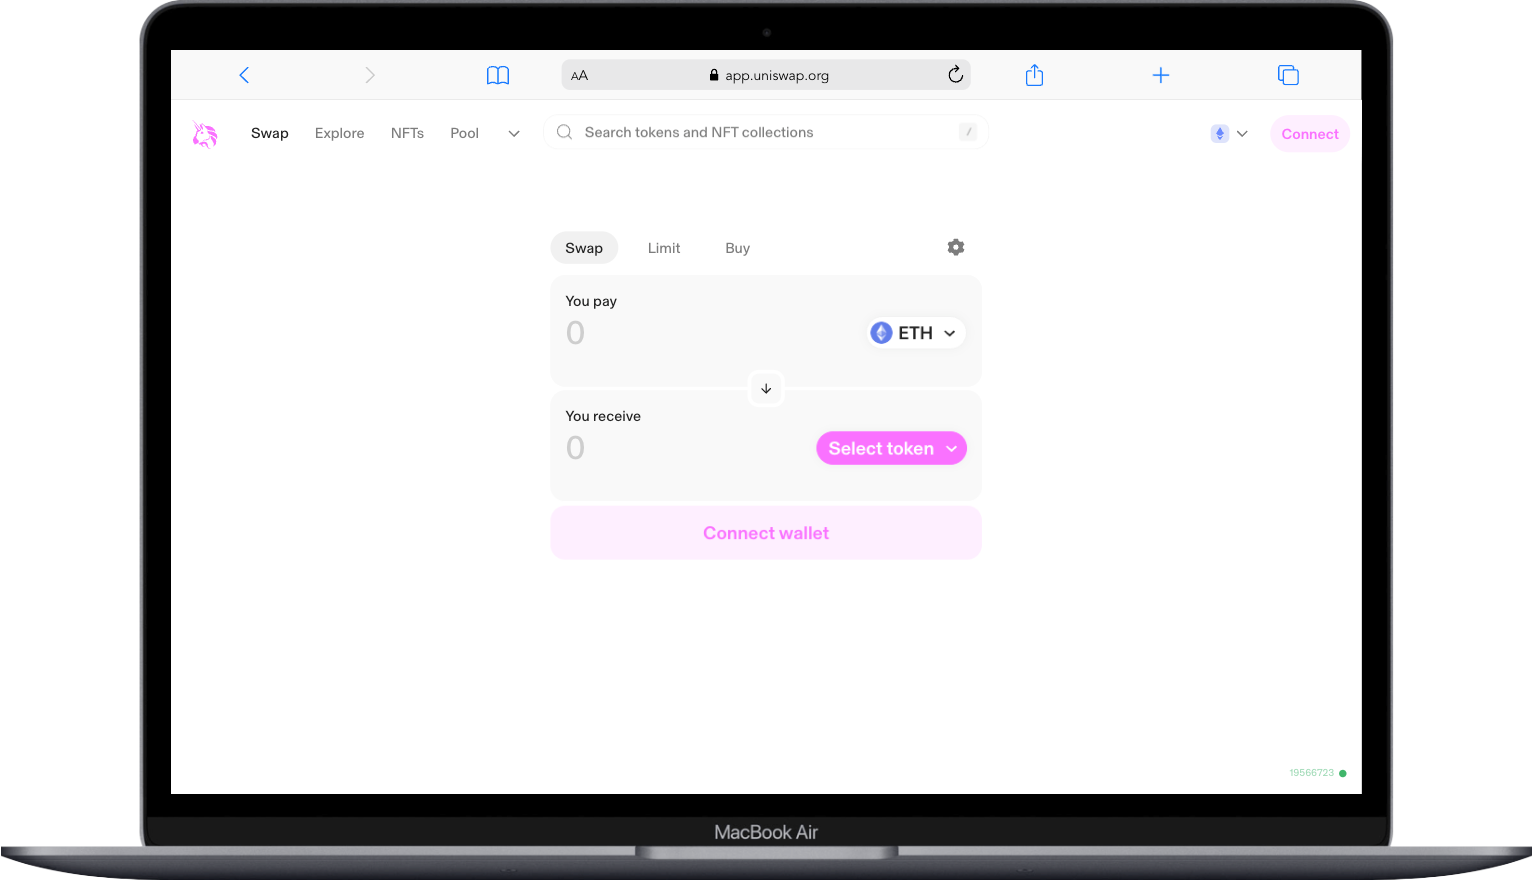 AA app.uniswap.org
Swap Explore NFTs Pool Search tokens and NFT collections / Connect
Swap Limit Buy
You pay
0 ETH
You receive
0 Select token
Connect wallet
19566723
MacBook Air